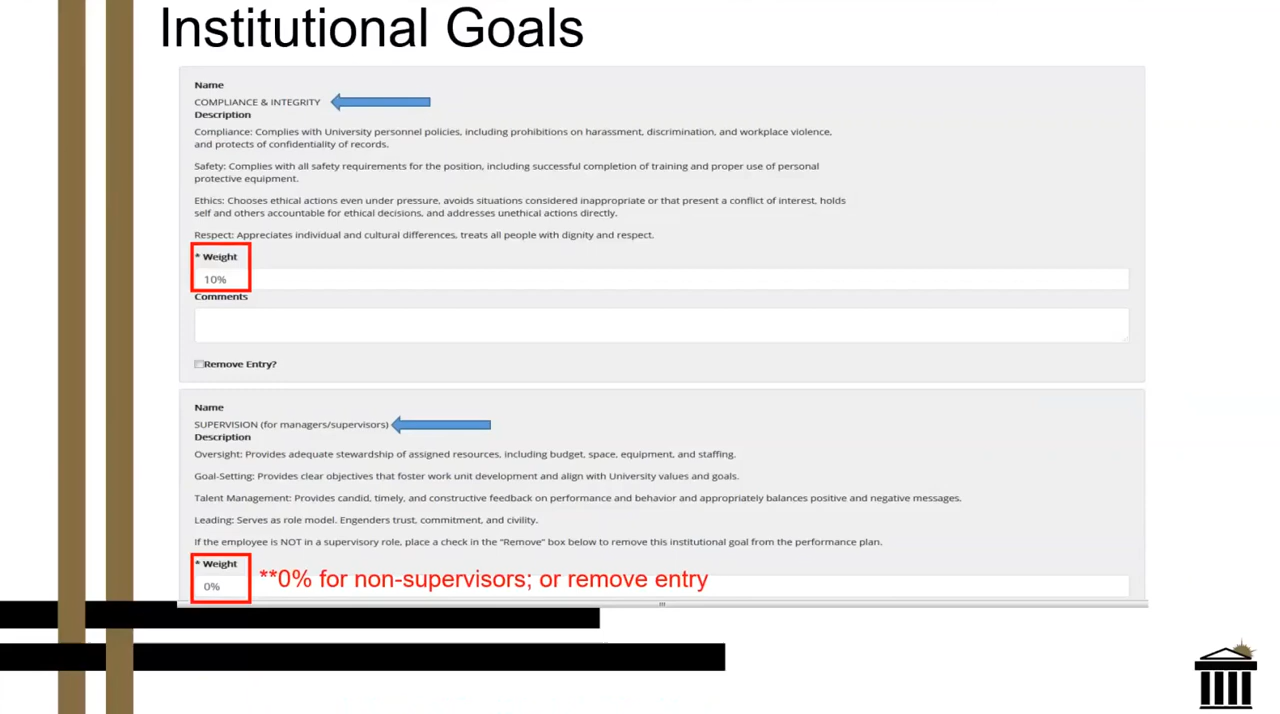 Institutional Goals
Name
COMPLIANCE & INTEGRITY
Description
Compliance: Complies with University personnel policies, including prohibitions on harassment, discrimination, and workplace violence,
and protects of confidentiality of records.
Safety: Complies with all safety requirements for the position, including successful completion of training and proper use of personal
protective equipment.
Ethics: Chooses ethical actions even under pressure, avoids situations considered inappropriate or that present a conflict of interest, holds
self and others accountable for ethical decisions, and addresses unethical actions directly.
Respect: Appreciates individual and cultural differences, treats all people with dignity and respect.
* Weight
10%
Comments
Remove Entry?
Name
SUPERVISION (for managers/supervisors)
Description
Oversight: Provides adequate stewardship of assigned resources, including budget, space, equipment, and staffing.
Goal-Setting: Provides clear objectives that foster work unit development and align with University values and goals.
Talent Management: Provides candid, timely, and constructive feedback on performance and behavior and appropriately balances positive and negative messages.
Leading: Serves as role model. Engenders trust, commitment, and civility.
If the employee is NOT in a supervisory role, place a check in the "Remove" box below to remove this institutional goal from the performance plan.
* Weight
0%
**0% for non-supervisors; or remove entry